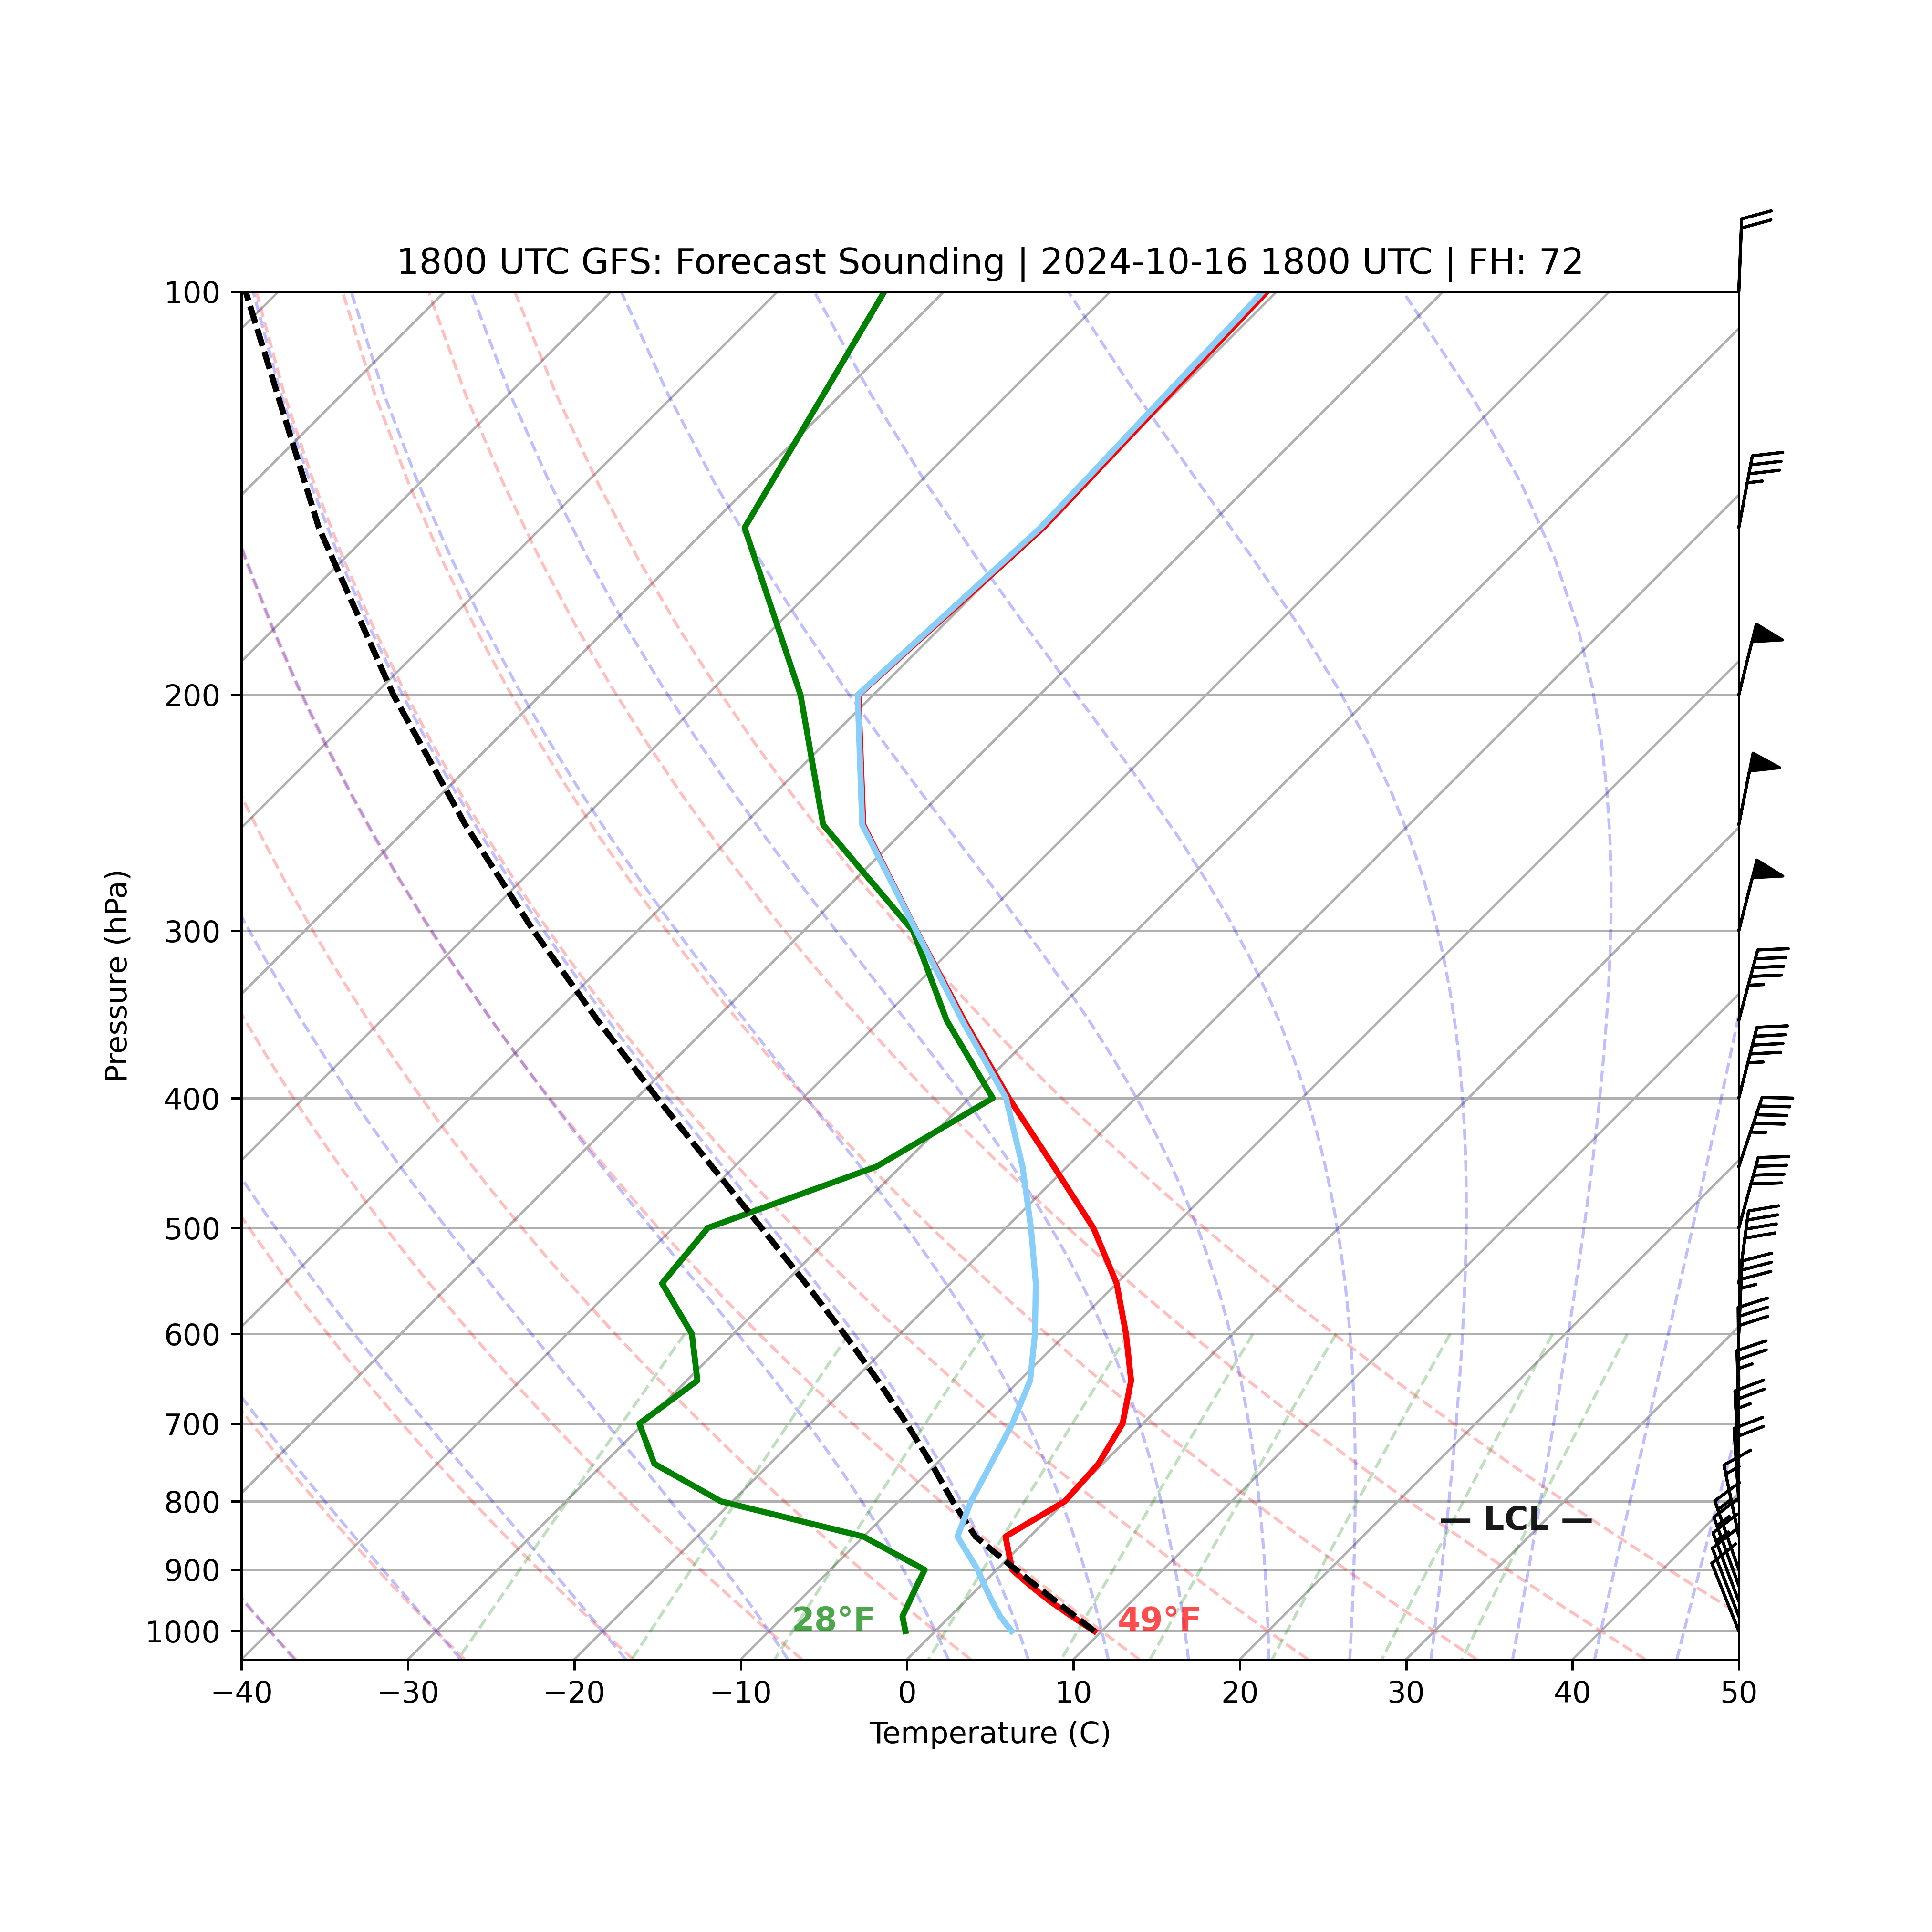 1800 UTC GFS: Forecast Sounding | 2024-10-16 1800 UTC | FH: 72
100
200
300
400
500
600
700
800
900
1000
Pressure (hPa)
— LCL —
28°F
49°F
−40 −30 −20 −10 0 10 20 30 40 50
Temperature (C)